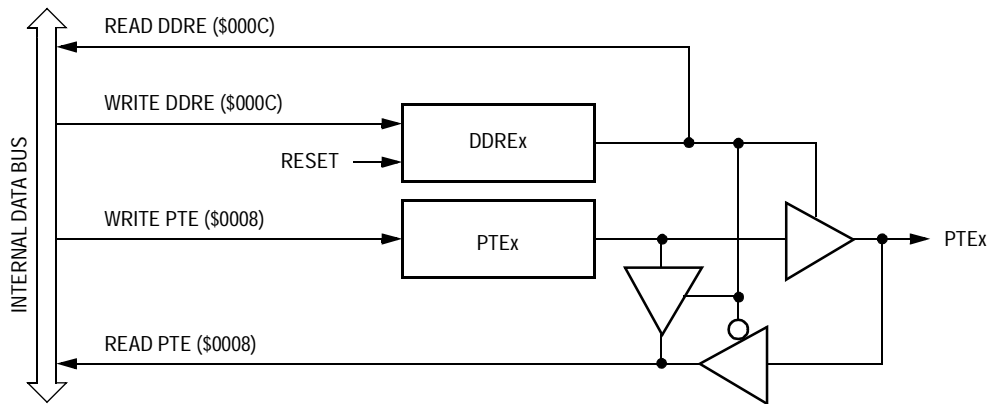 READ DDRE ($000C)
WRITE DDRE ($000C)
DDREx
RESET
WRITE PTE ($0008)
PTEx
PTEx
READ PTE ($0008)
INTERNAL DATA BUS